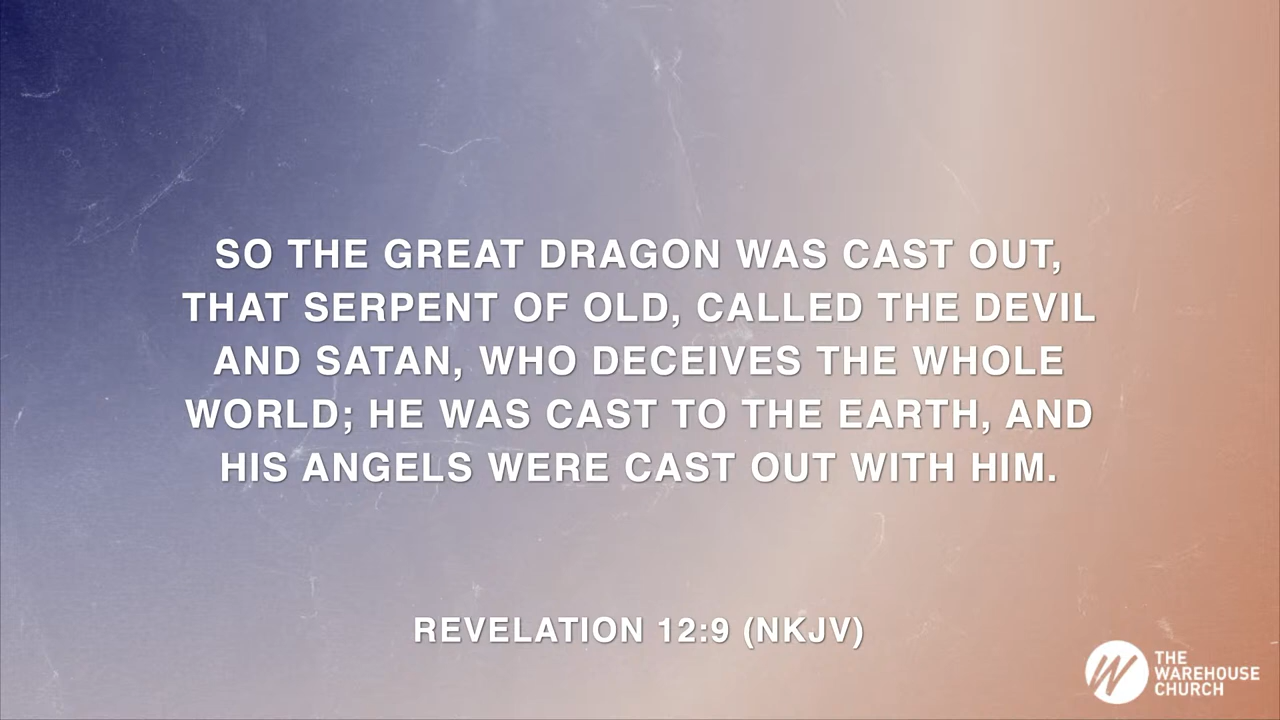 SO THE GREAT DRAGON WAS CAST OUT,
THAT SERPENT OF OLD, CALLED THE DEVIL
AND SATAN, WHO DECEIVES THE WHOLE
WORLD; HE WAS CAST TO THE EARTH, AND
HIS ANGELS WERE CAST OUT WITH HIM.
REVELATION 12:9 (NKJV)
THE
WAREHOUSE
CHURCH